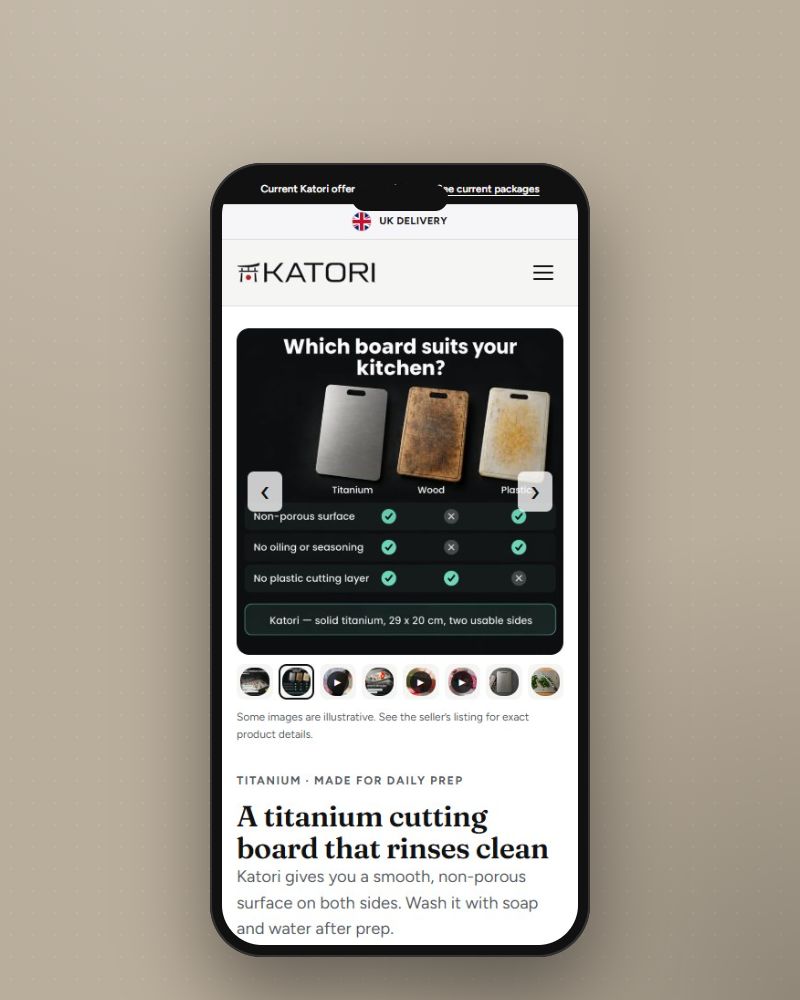 Current Katori offer
See current packages
UK DELIVERY
KATORI
Which board suits your
kitchen?
Titanium Wood Plastic
Non-porous surface
No oiling or seasoning
No plastic cutting layer
Katori — solid titanium, 29 x 20 cm, two usable sides
Some images are illustrative. See the seller's listing for exact
product details.
TITANIUM · MADE FOR DAILY PREP
A titanium cutting
board that rinses clean
Katori gives you a smooth, non-porous
surface on both sides. Wash it with soap
and water after prep.